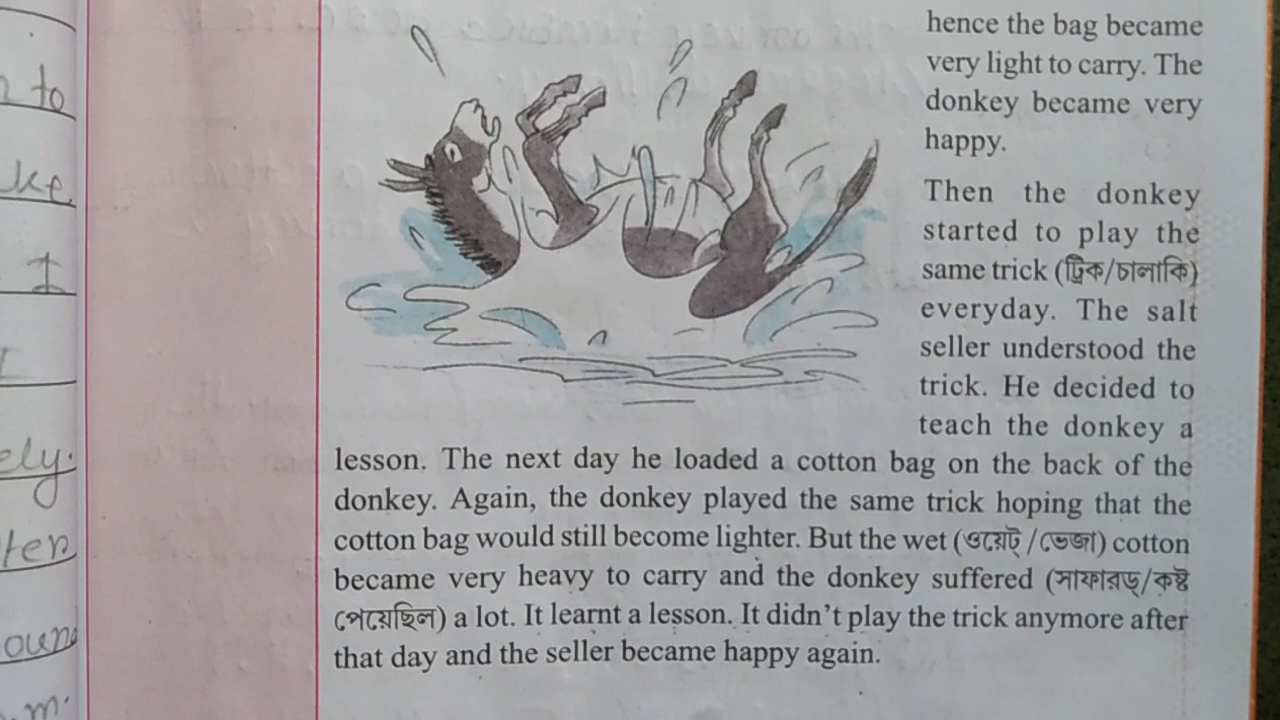 n to
ke
I
ely.
ten
oun
m.
hence the bag became
very light to carry. The
donkey became very
happy.
Then the donkey
started to play the
same trick (ট্রিক/চালাকি)
everyday. The salt
seller understood the
trick. He decided to
teach the donkey a
lesson. The next day he loaded a cotton bag on the back of the
donkey. Again, the donkey played the same trick hoping that the
cotton bag would still become lighter. But the wet (ওয়েট্ / ভেজা) cotton
became very heavy to carry and the donkey suffered (সাফারড্/কষ্ট
পেয়েছিল) a lot. It learnt a lesson. It didn't play the trick anymore after
that day and the seller became happy again.